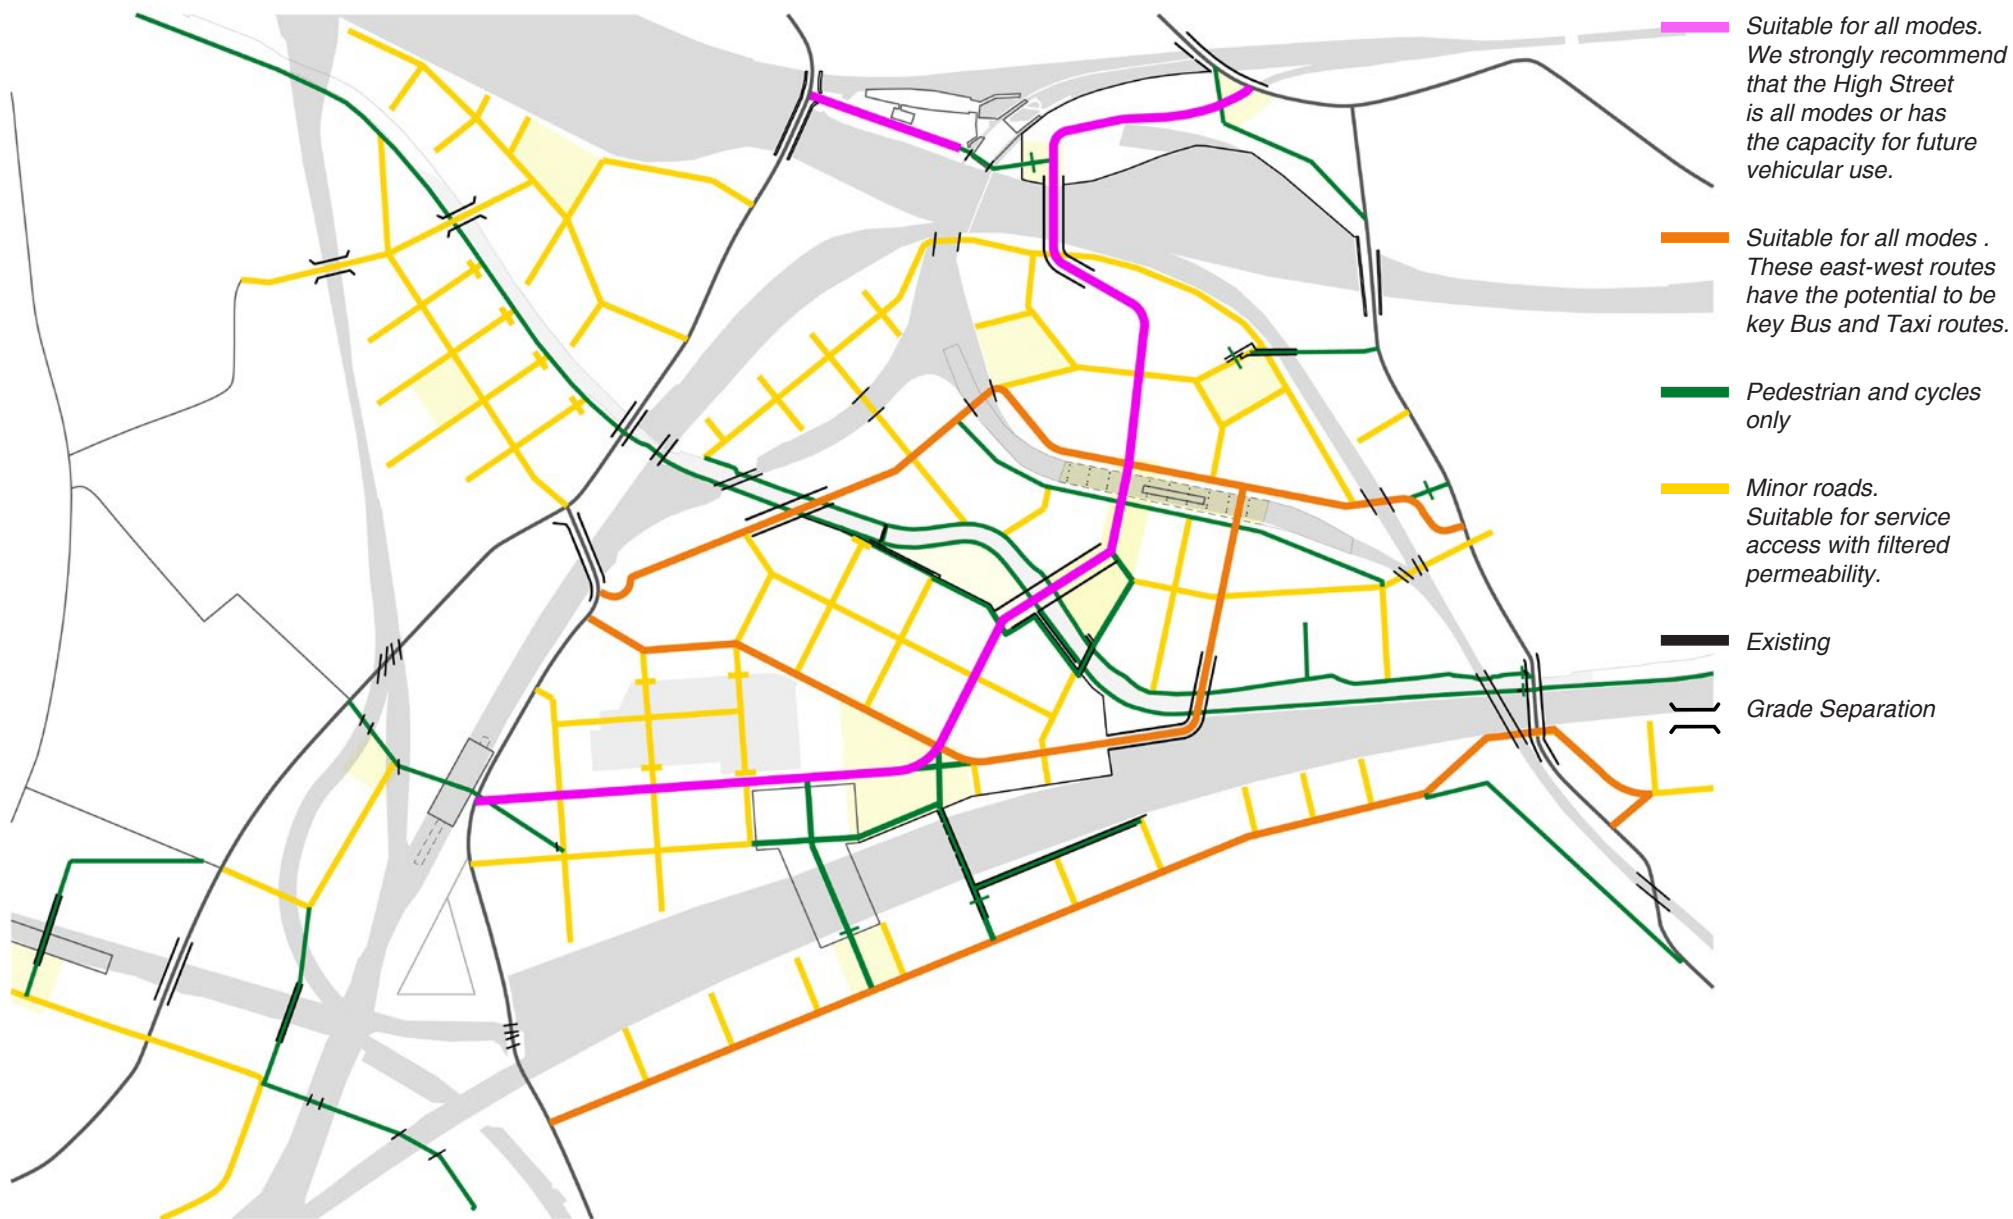 Suitable for all modes.
We strongly recommend
that the High Street
is all modes or has
the capacity for future
vehicular use.
Suitable for all modes .
These east-west routes
have the potential to be
key Bus and Taxi routes.
Pedestrian and cycles
only
Minor roads.
Suitable for service
access with filtered
permeability.
Existing
Grade Separation